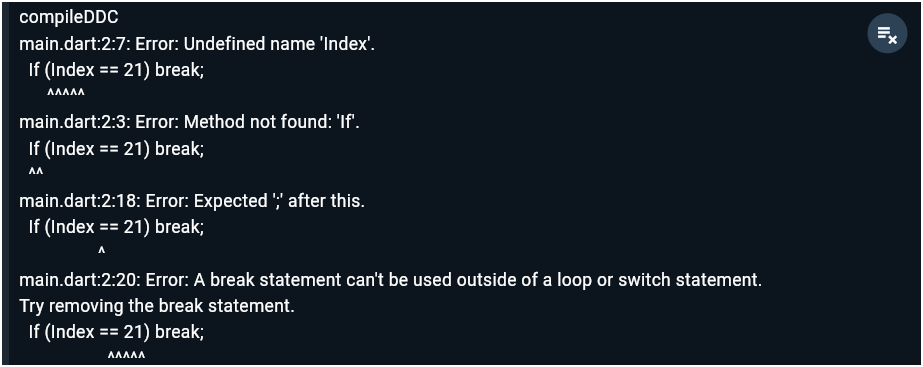 compileDDC
main.dart:2:7: Error: Undefined name 'Index'.
If (Index == 21) break;
^^^^^
main.dart:2:3: Error: Method not found: 'If'.
If (Index == 21) break;
^^
main.dart:2:18: Error: Expected ';' after this.
If (Index == 21) break;
^
main.dart:2:20: Error: A break statement can't be used outside of a loop or switch statement.
Try removing the break statement.
If (Index == 21) break;
^^^^^